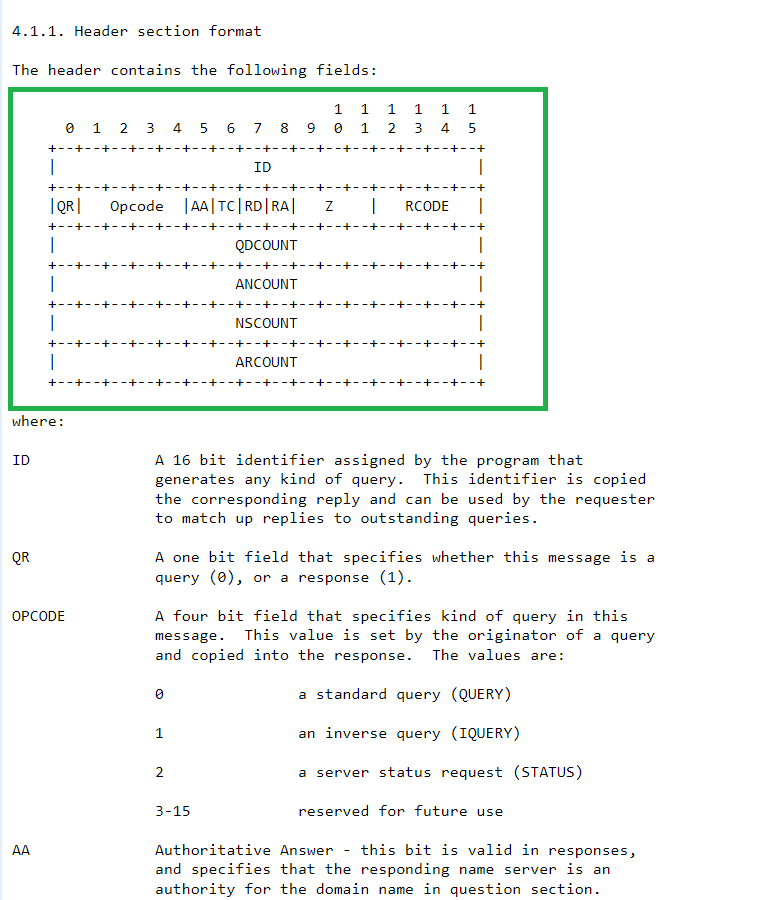 4.1.1. Header section format
The header contains the following fields:
                                1  1  1  1  1  1
  0  1  2  3  4  5  6  7  8  9  0  1  2  3  4  5
+--+--+--+--+--+--+--+--+--+--+--+--+--+--+--+--+
|                      ID                       |
+--+--+--+--+--+--+--+--+--+--+--+--+--+--+--+--+
|QR|   Opcode  |AA|TC|RD|RA|   Z    |   RCODE   |
+--+--+--+--+--+--+--+--+--+--+--+--+--+--+--+--+
|                    QDCOUNT                    |
+--+--+--+--+--+--+--+--+--+--+--+--+--+--+--+--+
|                    ANCOUNT                    |
+--+--+--+--+--+--+--+--+--+--+--+--+--+--+--+--+
|                    NSCOUNT                    |
+--+--+--+--+--+--+--+--+--+--+--+--+--+--+--+--+
|                    ARCOUNT                    |
+--+--+--+--+--+--+--+--+--+--+--+--+--+--+--+--+
where:
ID              A 16 bit identifier assigned by the program that
                generates any kind of query.  This identifier is copied
                the corresponding reply and can be used by the requester
                to match up replies to outstanding queries.
QR              A one bit field that specifies whether this message is a
                query (0), or a response (1).
OPCODE          A four bit field that specifies kind of query in this
                message.  This value is set by the originator of a query
                and copied into the response.  The values are:
                0               a standard query (QUERY)
                1               an inverse query (IQUERY)
                2               a server status request (STATUS)
                3-15            reserved for future use
AA              Authoritative Answer - this bit is valid in responses,
                and specifies that the responding name server is an
                authority for the domain name in question section.